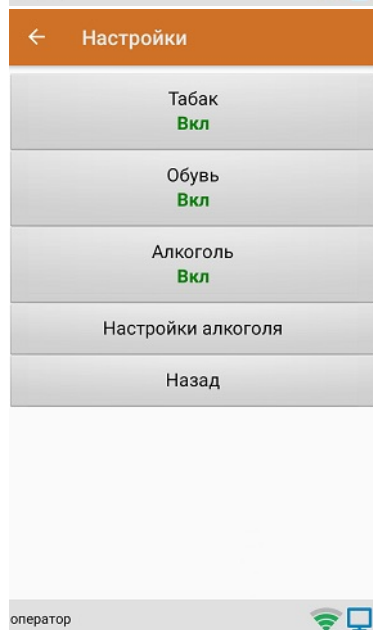 Настройки
Табак
Вкл
Обувь
Вкл
Алкоголь
Вкл
Настройки алкоголя
Назад
оператор